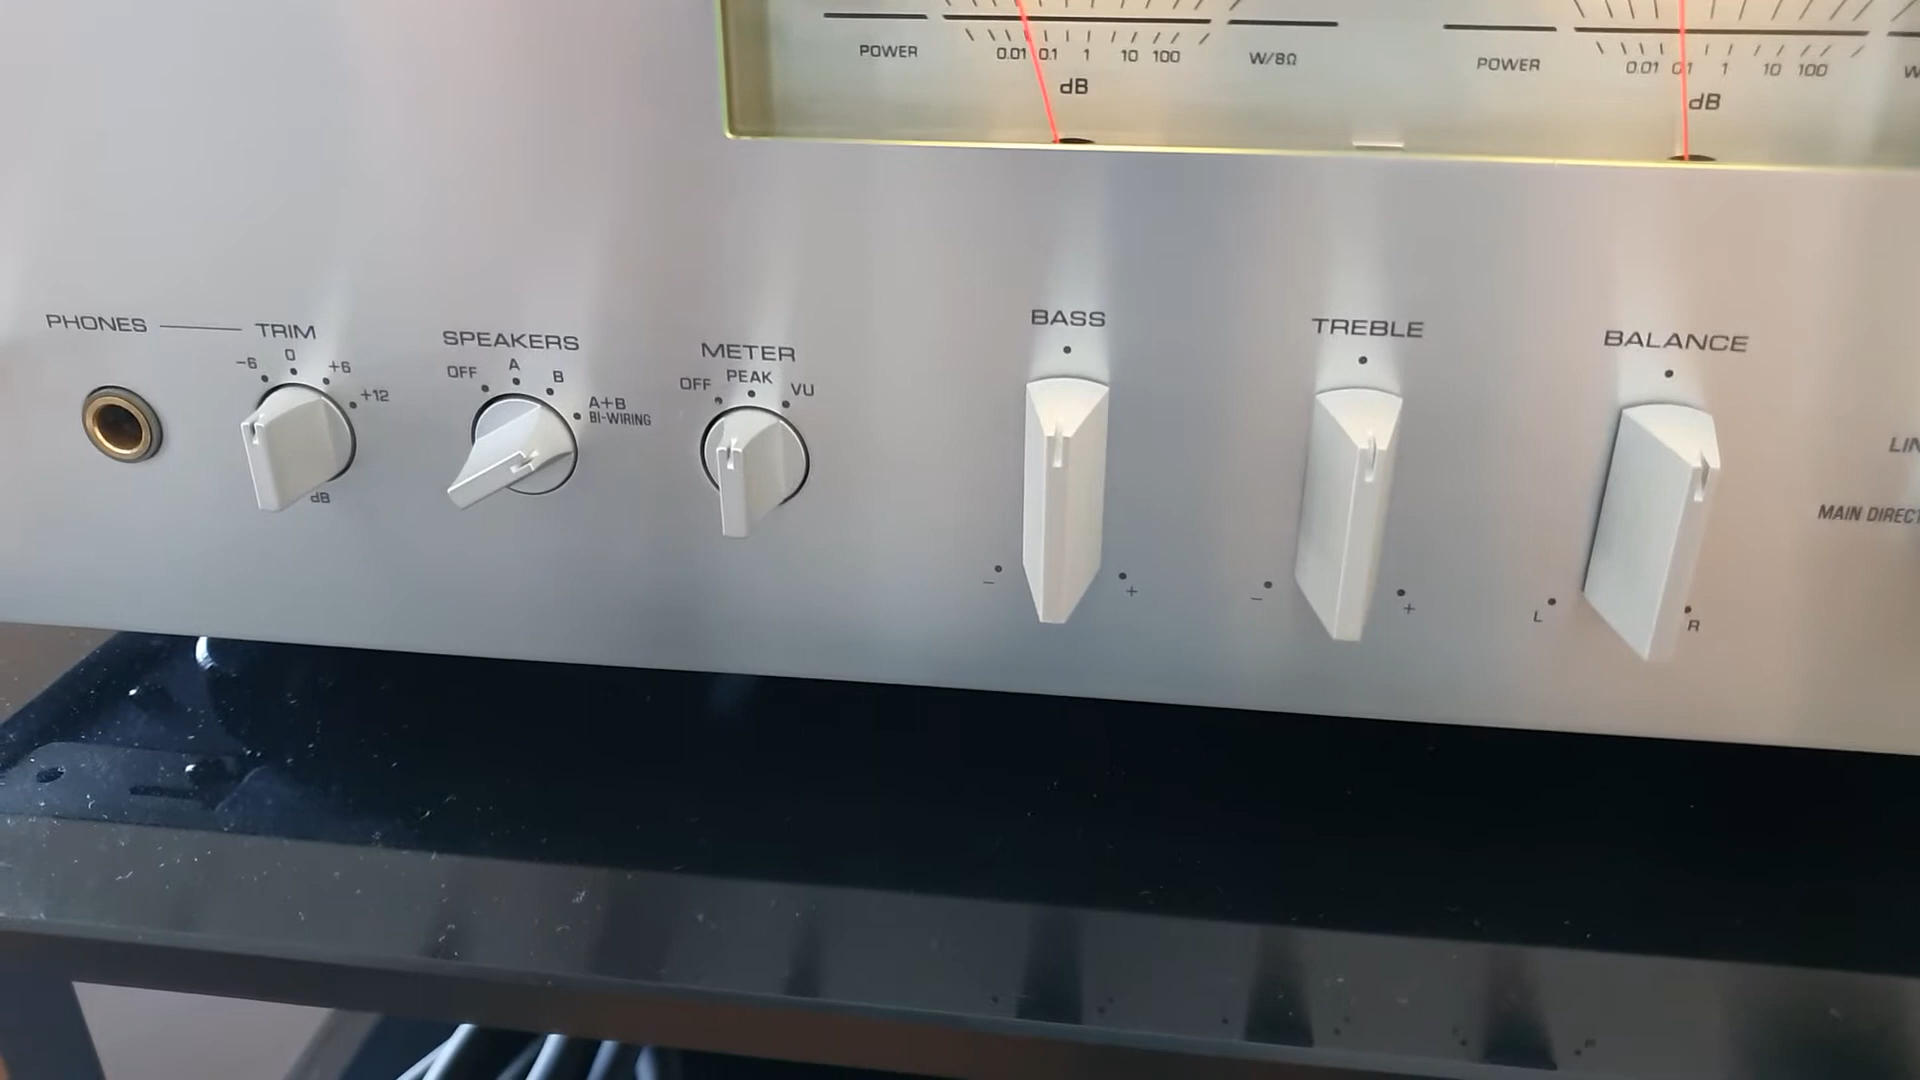 POWER
0.01 0.1 1 10 100
W/8Ω
dB
POWER
0.01 0.1 1 10 100
dB
PHONES
TRIM
-6 0 +6 +12
dB
SPEAKERS
OFF A B A+B
BI-WIRING
METER
OFF PEAK VU
BASS
- +
TREBLE
- +
BALANCE
L R
MAIN